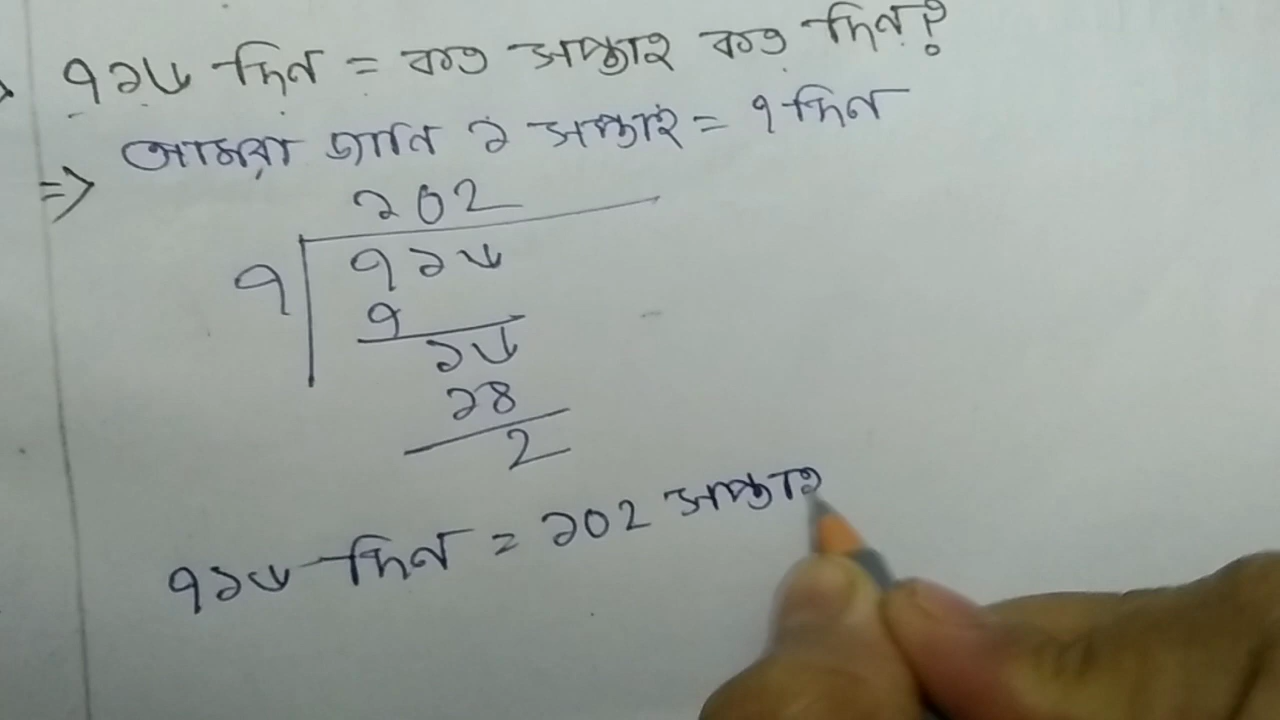 ৭১৬ দিন = কত সপ্তাহ কত দিন?
=> আমরা জানি ১ সপ্তাহ = ৭ দিন
১০২
৭ ৭১৬
৭
১৬
১৪
২
৭১৬ দিন = ১০২ সপ্তাহ